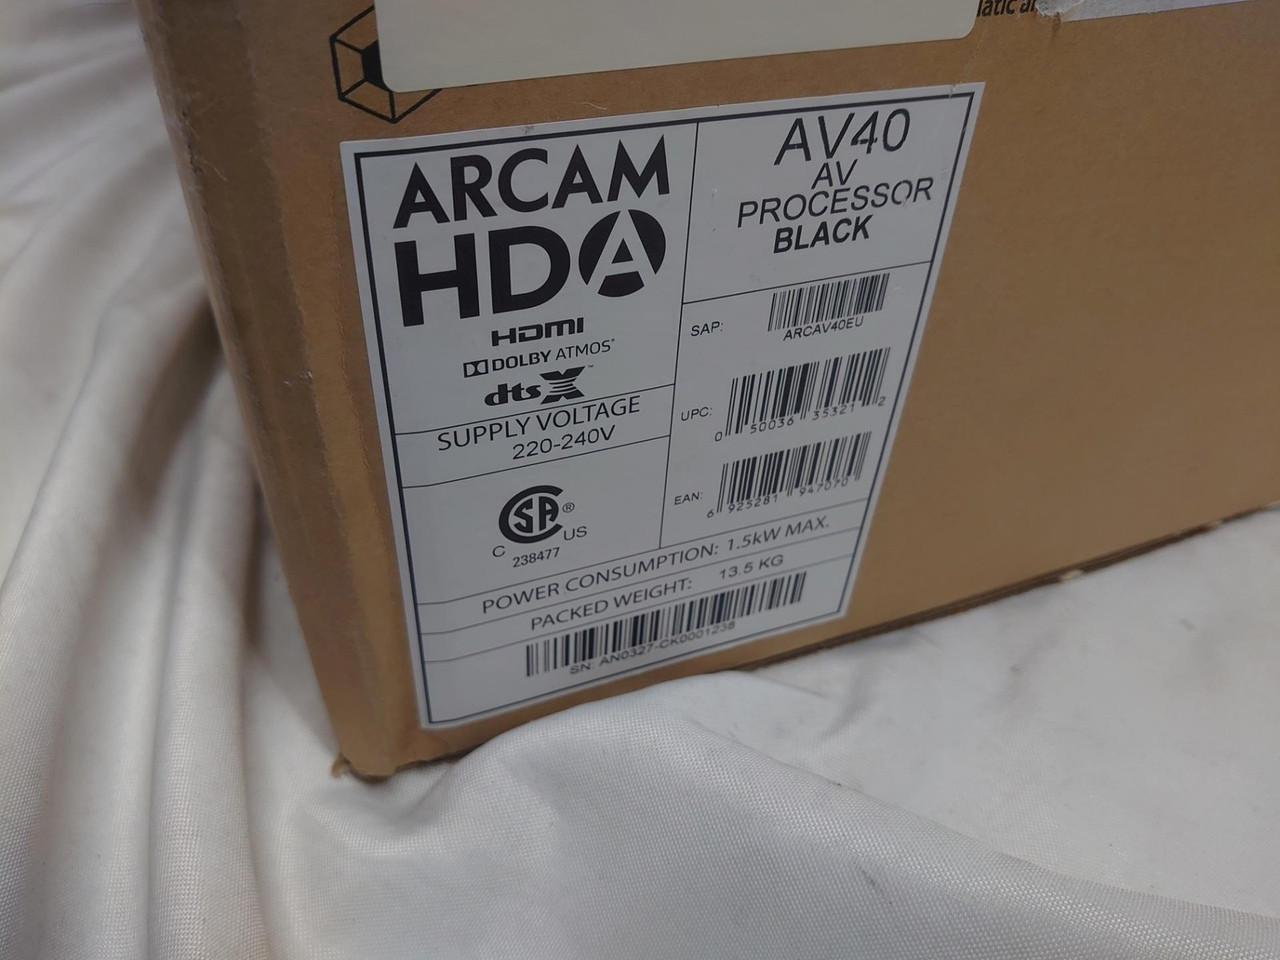 ARCAM
HDA
HDMI
DOLBY ATMOS®
dtsX™
SUPPLY VOLTAGE
220-240V
CSA®
C US
238477
AV40
AV
PROCESSOR
BLACK
SAP:
ARCAV40EU
UPC:
0 50036 35321 2
EAN:
6 925281 947070
POWER CONSUMPTION: 1.5kW MAX.
PACKED WEIGHT: 13.5 KG
SN: AN0327-CK0001238